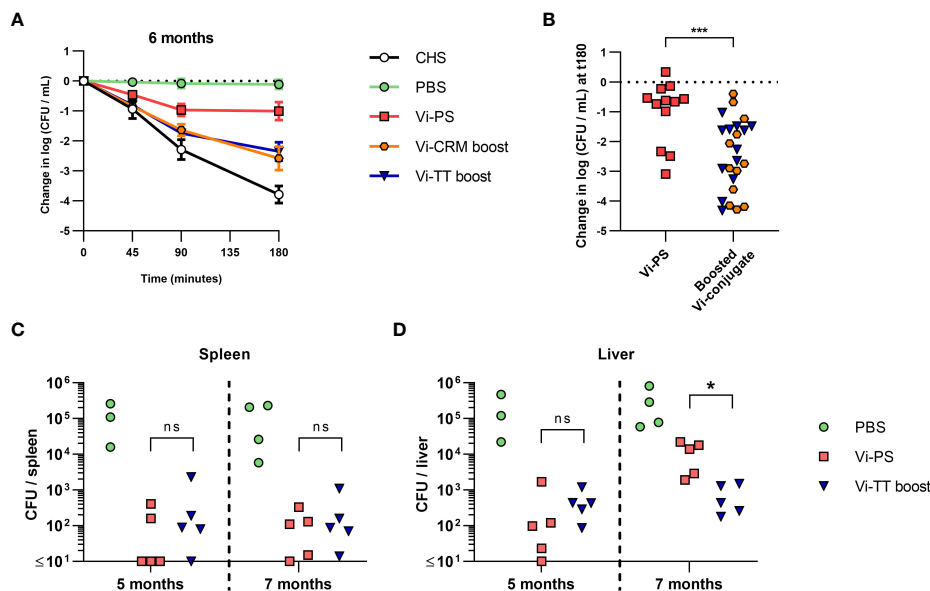 A
6 months
Change in log (CFU / mL)
1
0
-1
-2
-3
-4
-5
0
45
90
135
180
Time (minutes)
CHS
PBS
Vi-PS
Vi-CRM boost
Vi-TT boost
B
***
Change in log (CFU / mL) at t180
1
0
-1
-2
-3
-4
-5
Vi-PS
Boosted
Vi-conjugate
C
Spleen
CFU / spleen
10^6
10^5
10^4
10^3
10^2
≤ 10^1
ns
ns
5 months
7 months
D
Liver
CFU / liver
10^6
10^5
10^4
10^3
10^2
≤ 10^1
ns
*
5 months
7 months
PBS
Vi-PS
Vi-TT boost